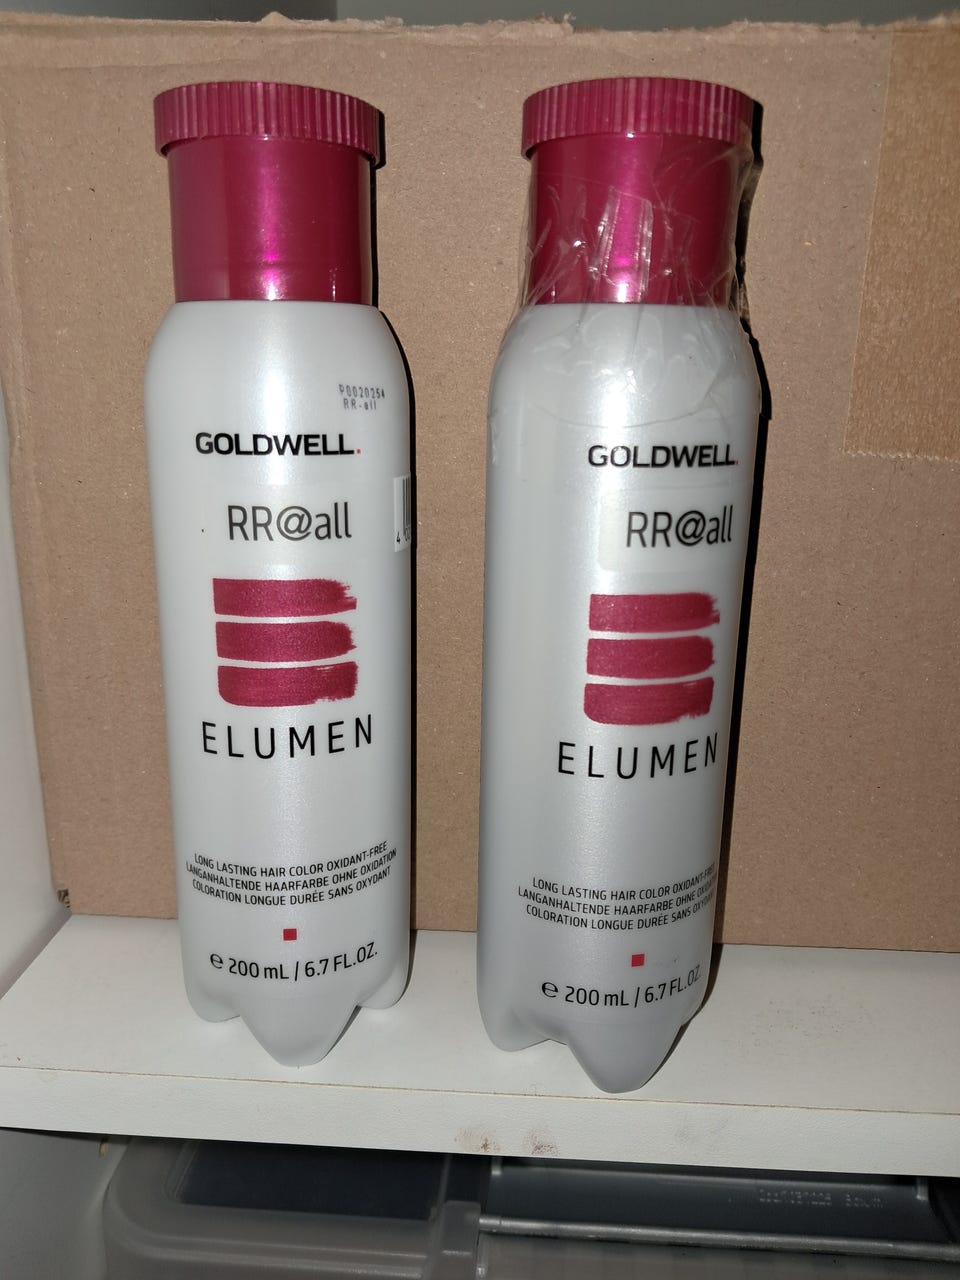 P0020254
RR-all
GOLDWELL.
RR@all
4
ELUMEN
LONG LASTING HAIR COLOR OXIDANT-FREE
LANGANHALTENDE HAARFARBE OHNE OXIDATION
COLORATION LONGUE DURÉE SANS OXYDANT
℮ 200 mL / 6.7 FL.OZ.
GOLDWELL.
RR@all
ELUMEN
LONG LASTING HAIR COLOR OXIDANT-FREE
LANGANHALTENDE HAARFARBE OHNE
COLORATION LONGUE DURÉE SANS
℮ 200 mL / 6.7 FL.OZ.